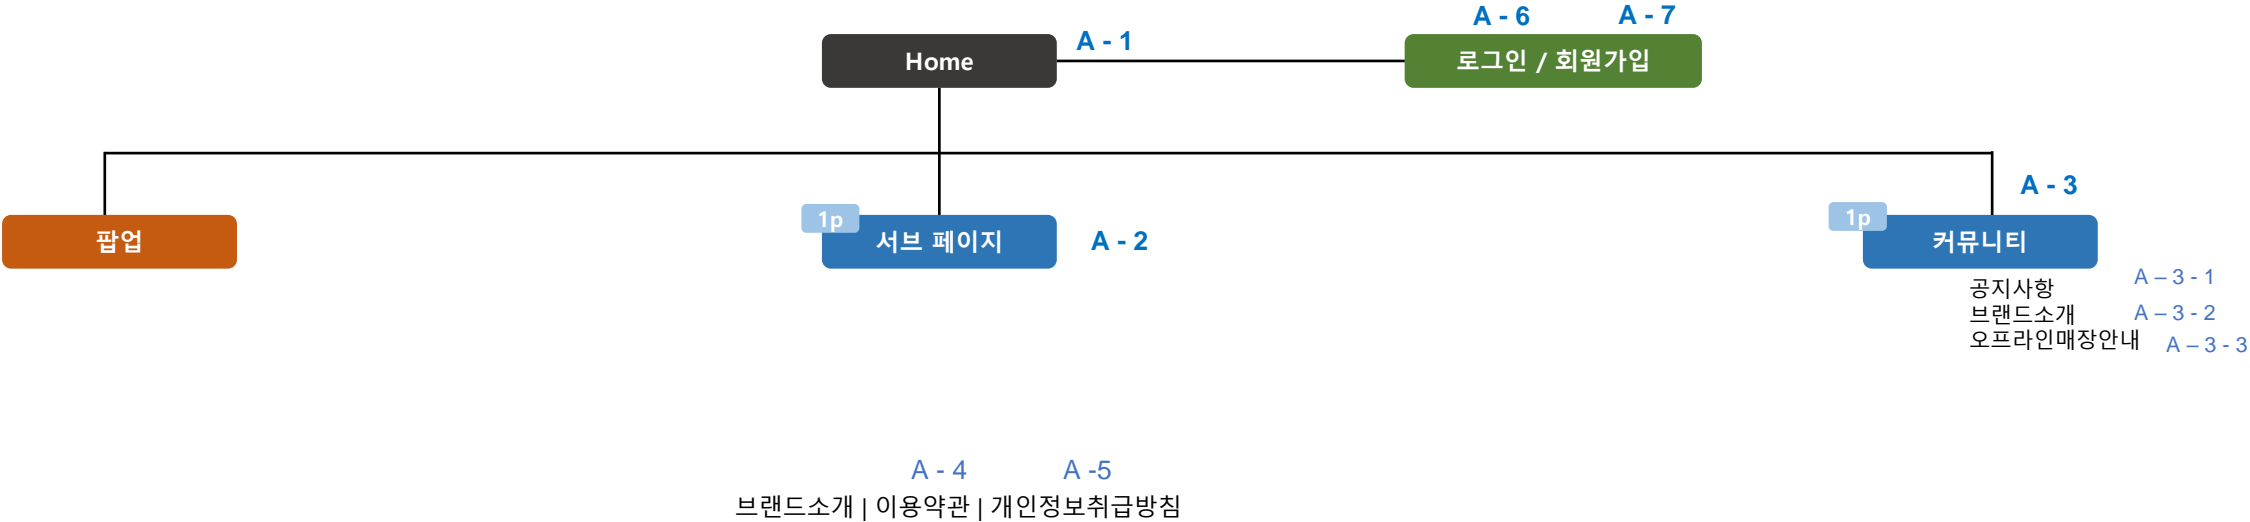 A - 6 A - 7
A - 1
Home
로그인 / 회원가입
A - 3
1p
1p
팝업
서브 페이지
A - 2
커뮤니티
공지사항 A – 3 - 1
브랜드소개 A – 3 - 2
오프라인매장안내 A – 3 - 3
A - 4 A -5
브랜드소개 | 이용약관 | 개인정보취급방침